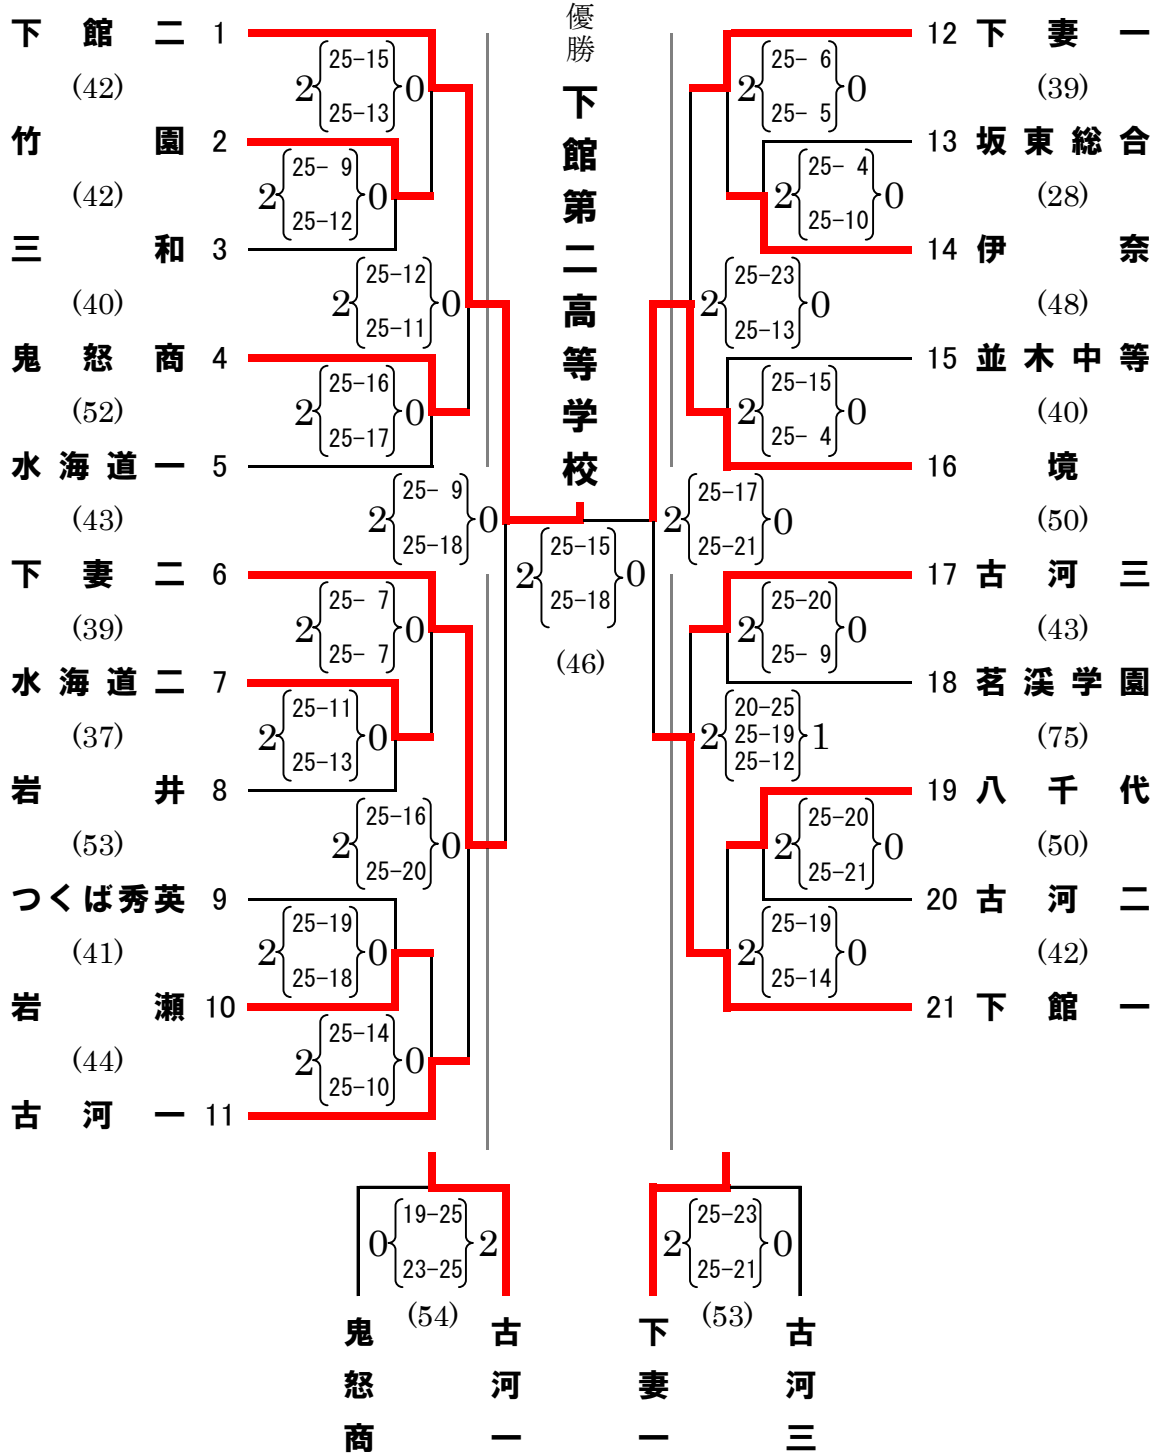 優勝
下館第二高等学校
下館二 1
(42)
竹園 2
(42)
三和 3
(40)
鬼怒商 4
(52)
水海道一 5
(43)
下妻二 6
(39)
水海道二 7
(37)
岩井 8
(53)
つくば秀英 9
(41)
岩瀬 10
(44)
古河一 11
2 25-15 0
25-13
2 25- 9 0
25-12
2 25-12 0
25-11
2 25-16 0
25-17
2 25- 9 0
25-18
2 25- 7 0
25- 7
2 25-11 0
25-13
2 25-16 0
25-20
2 25-19 0
25-18
2 25-14 0
25-10
2 25-15 0
25-18
(46)
12 下妻一
(39)
13 坂東総合
(28)
14 伊奈
(48)
15 並木中等
(40)
16 境
(50)
17 古河三
(43)
18 茗溪学園
(75)
19 八千代
(50)
20 古河二
(42)
21 下館一
2 25- 6 0
25- 5
2 25- 4 0
25-10
2 25-23 0
25-13
2 25-15 0
25- 4
2 25-17 0
25-21
2 25-20 0
25- 9
20-25
2 25-19 1
25-12
2 25-20 0
25-21
2 25-19 0
25-14
0 19-25 2
23-25
(54)
鬼怒商
古河一
2 25-23 0
25-21
(53)
下妻一
古河三